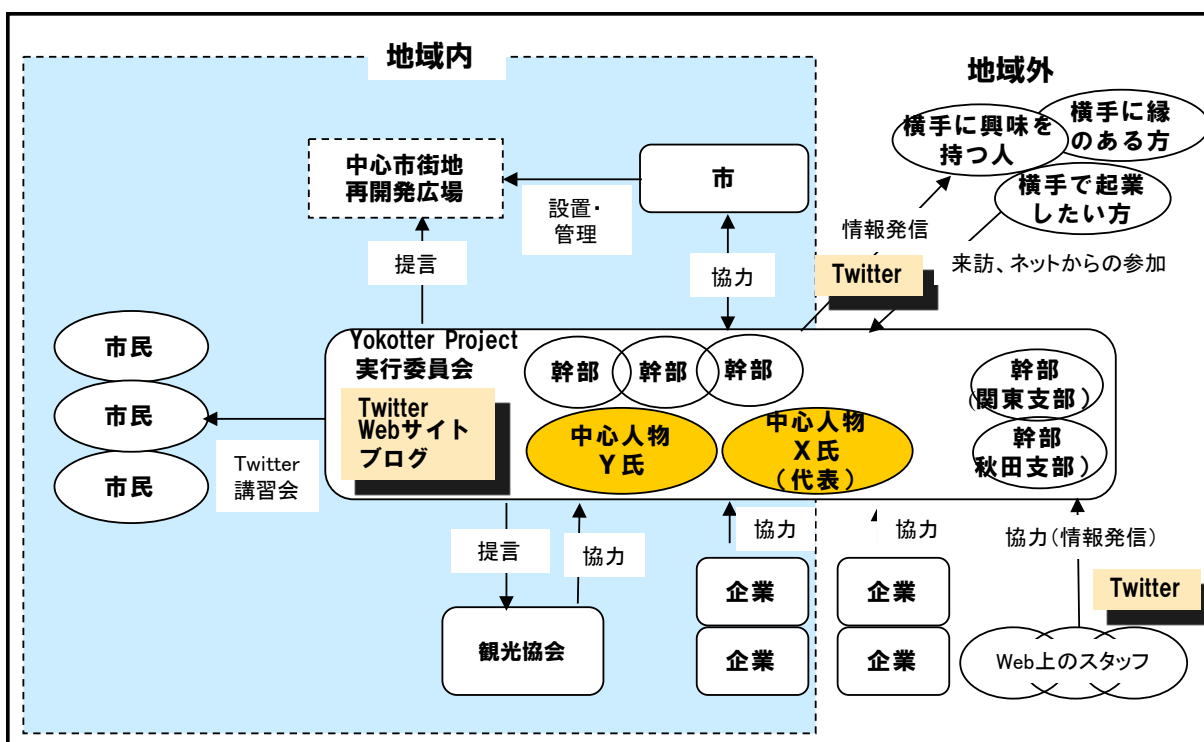 地域内
地域外
横手に興味を
持つ人
横手に縁
のある方
横手で起業
したい方
中心市街地
再開発広場
市
設置・
管理
提言
協力
情報発信
Twitter
来訪、ネットからの参加
市民
市民
市民
Twitter
講習会
Yokotter Project
実行委員会
Twitter
Webサイト
ブログ
幹部
幹部
幹部
中心人物
Y氏
中心人物
X氏
（代表）
幹部
（関東支部）
幹部
秋田支部）
提言
協力
協力
協力
協力（情報発信）
Twitter
観光協会
企業
企業
企業
企業
Web上のスタッフ